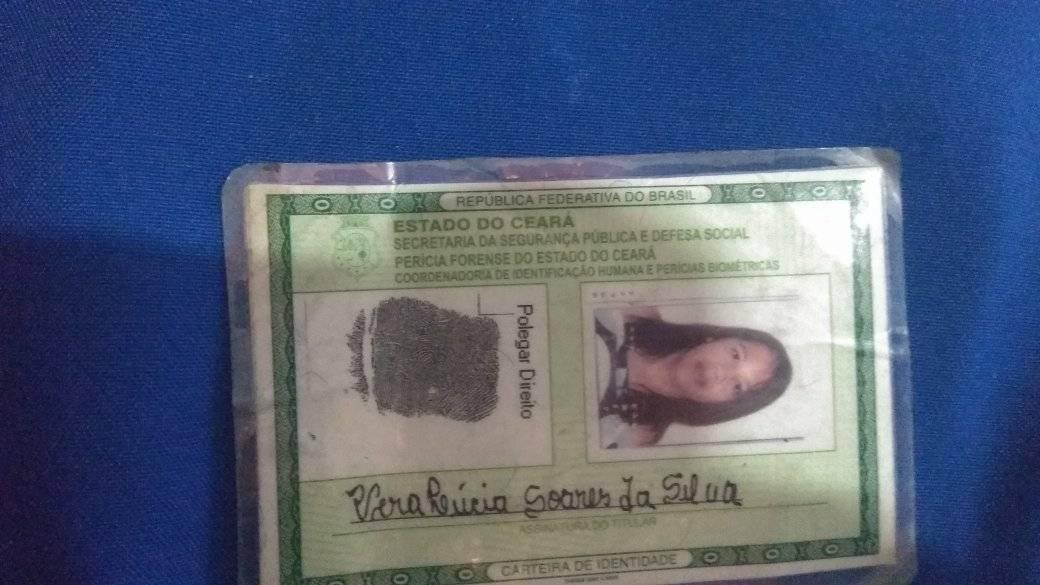 REPÚBLICA FEDERATIVA DO BRASIL
ESTADO DO CEARÁ
SECRETARIA DA SEGURANÇA PÚBLICA E DEFESA SOCIAL
PERÍCIA FORENSE DO ESTADO DO CEARÁ
COORDENADORIA DE IDENTIFICAÇÃO HUMANA E PERÍCIAS BIOMÉTRICAS
Polegar Direito
Vera Lúcia Soares da Silva
ASSINATURA DO TITULAR
CARTEIRA DE IDENTIDADE